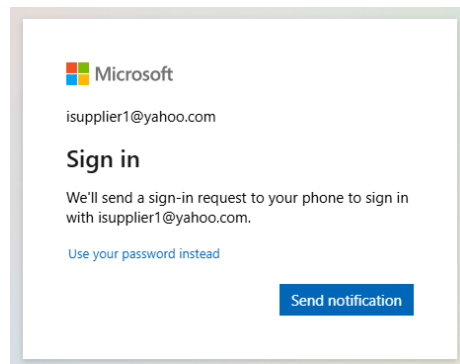 Microsoft
isupplier1@yahoo.com
Sign in
We'll send a sign-in request to your phone to sign in
with isupplier1@yahoo.com.
Use your password instead
Send notification